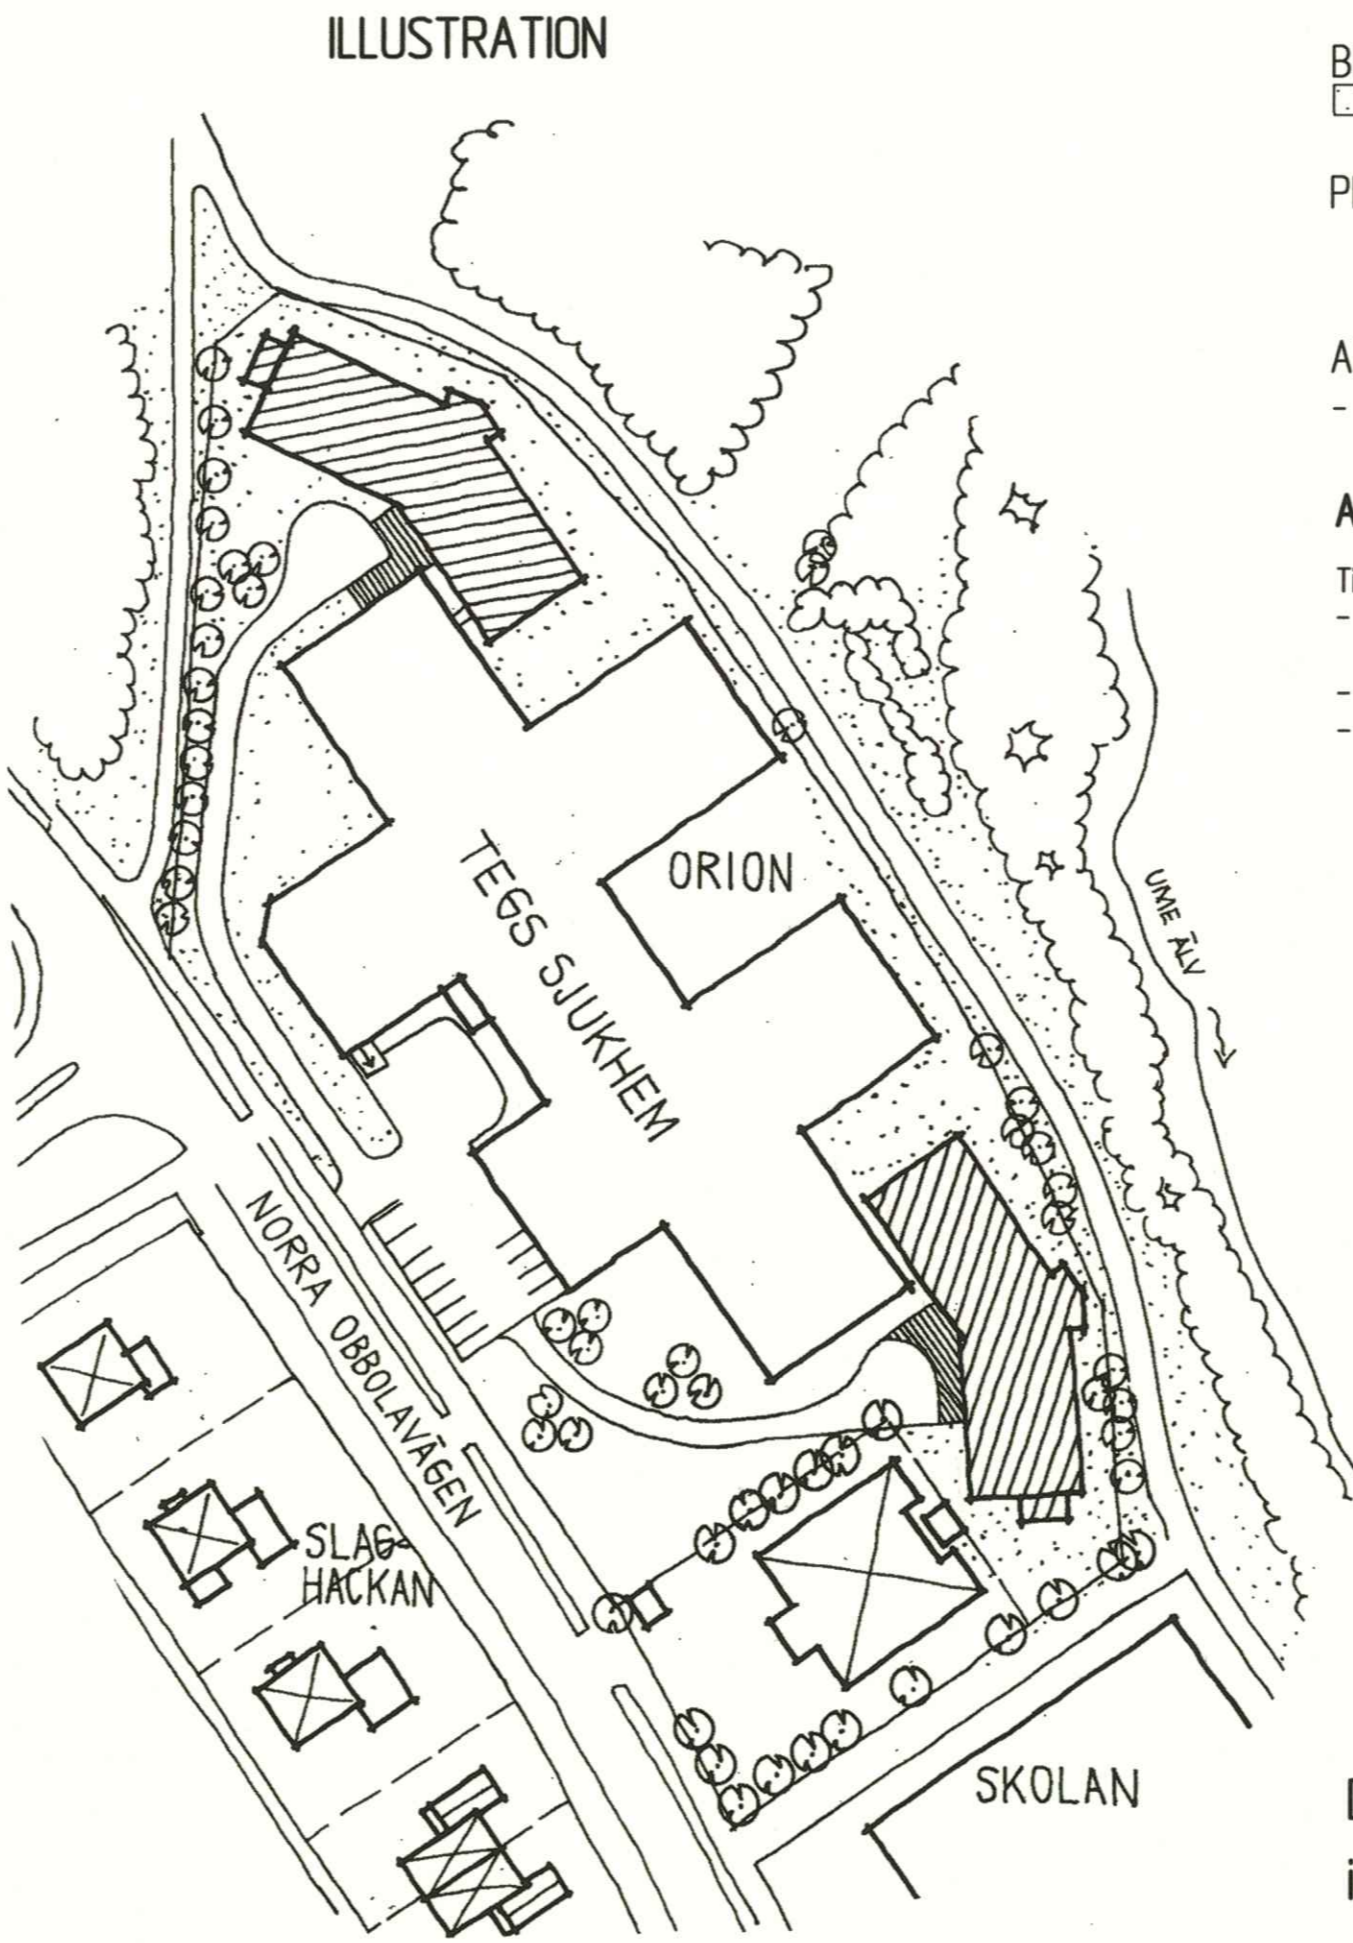 ILLUSTRATION
B
P
A
-
A
-
-
-
ORION
TEGS SJUKHEM
UME ÄLV
NORRA OBBOLAVÄGEN
SLAG-
HACKAN
SKOLAN
i